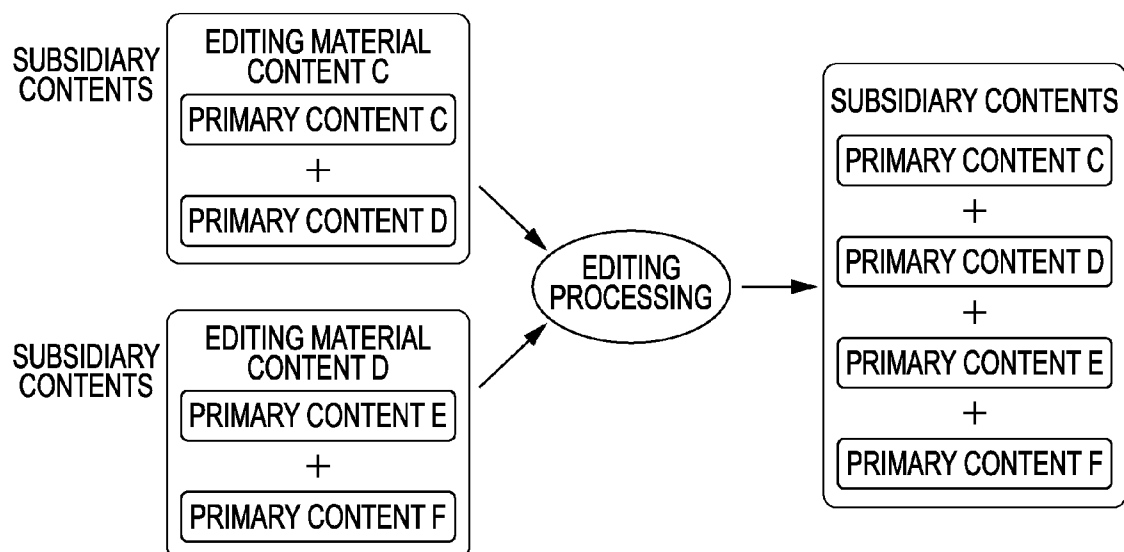 SUBSIDIARY
CONTENTS
EDITING MATERIAL
CONTENT C
PRIMARY CONTENT C
+
PRIMARY CONTENT D
SUBSIDIARY
CONTENTS
EDITING MATERIAL
CONTENT D
PRIMARY CONTENT E
+
PRIMARY CONTENT F
EDITING
PROCESSING
SUBSIDIARY CONTENTS
PRIMARY CONTENT C
+
PRIMARY CONTENT D
+
PRIMARY CONTENT E
+
PRIMARY CONTENT F